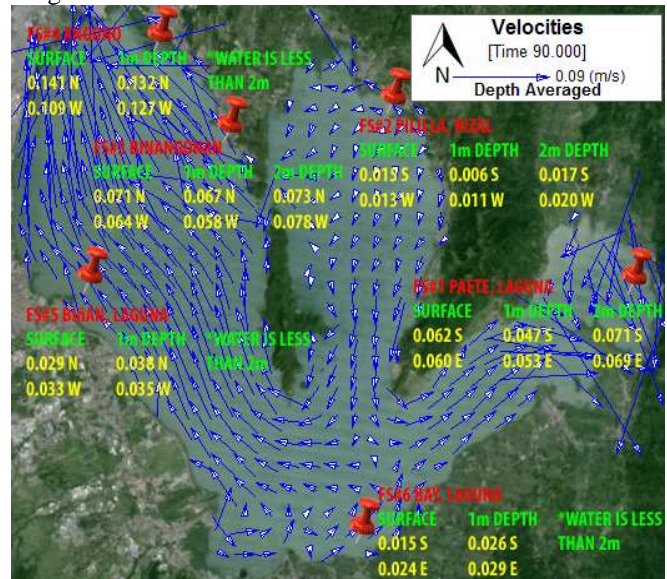 Velocities
[Time 90.000]
N 0.09 (m/s)
Depth Averaged
FS#4 ANGONO
SURFACE 1m DEPTH *WATER IS LESS
0.141 N 0.132 N THAN 2m
0.109 W 0.127 W
FS#3 BINANGONAN
SURFACE 1m DEPTH 2m DEPTH
0.071 N 0.067 N 0.073 N
0.064 W 0.058 W 0.078 W
FS#2 PILILLA, RIZAL
SURFACE 1m DEPTH 2m DEPTH
0.015 S 0.006 S 0.017 S
0.013 W 0.011 W 0.020 W
FS#1 PAETE, LAGUNA
SURFACE 1m DEPTH 2m DEPTH
0.062 S 0.047 S 0.071 S
0.060 E 0.053 E 0.069 E
FS#5 LAGUNA
SURFACE 1m DEPTH *WATER IS LESS
0.029 N 0.038 N THAN 2m
0.033 W 0.035 W
FS#6 BAY, LAGUNA
SURFACE 1m DEPTH *WATER IS LESS
0.015 S 0.026 S THAN 2m
0.024 E 0.029 E